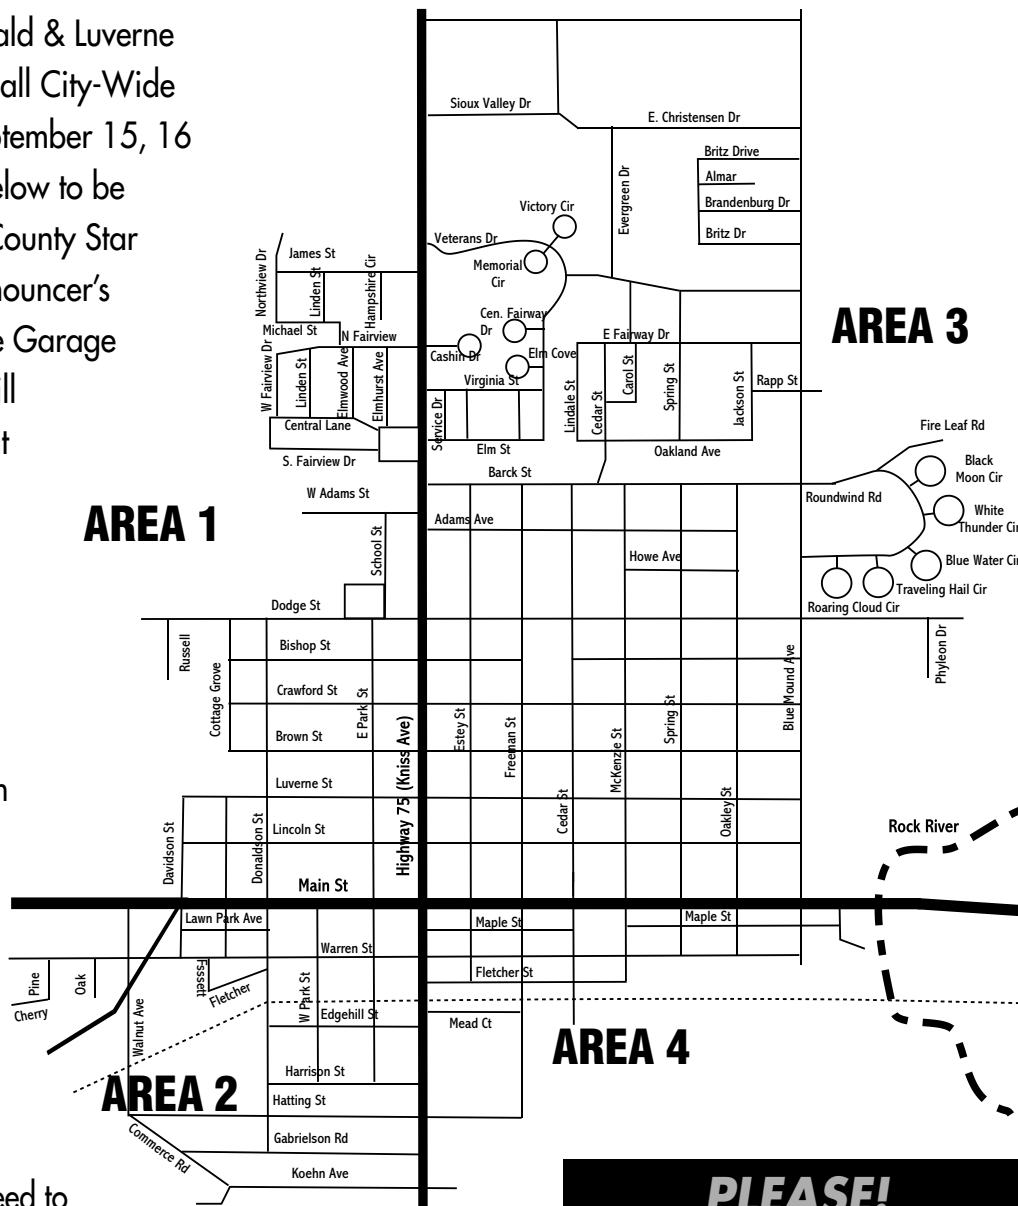 ald & Luverne
all City-Wide
tember 15, 16
elow to be
County Star
nouncer's
e Garage
ill
t
n
eed to
Sioux Valley Dr
E. Christensen Dr
Britz Drive
Almar
Brandenburg Dr
Britz Dr
Evergreen Dr
Victory Cir
Veterans Dr
Memorial
Cir
Northview Dr
James St
Linden St
Hampshire Cir
Michael St
N Fairview
Cen. Fairway
Dr
Cashin Dr
Elm Cove
E Fairway Dr
AREA 3
W Fairview Dr
Linden St
Elmwood Ave
Elmhurst Ave
Virginia St
Service Dr
Lindale St
Cedar St
Carol St
Spring St
Jackson St
Rapp St
Central Lane
S. Fairview Dr
Elm St
Oakland Ave
Barck St
Fire Leaf Rd
Black
Moon Cir
Roundwind Rd
White
Thunder Cir
Blue Water Cir
Traveling Hail Cir
Roaring Cloud Cir
W Adams St
AREA 1
School St
Adams Ave
Howe Ave
Dodge St
Russell
Cottage Grove
Bishop St
Crawford St
E Park St
Brown St
Luverne St
Lincoln St
Davidson St
Donaldson St
Highway 75 (Kniss Ave)
Estey St
Freeman St
Cedar St
McKenzie St
Spring St
Oakley St
Blue Mound Ave
Phyleon Dr
Rock River
Main St
Lawn Park Ave
Maple St
Maple St
Warren St
Fletcher St
Pine
Oak
Cherry
Fssett
Fletcher
W Park St
Walnut Ave
Edgehill St
Mead Ct
AREA 4
Harrison St
AREA 2
Hatting St
Commerce Rd
Gabrielson Rd
Koehn Ave
PLEASE!